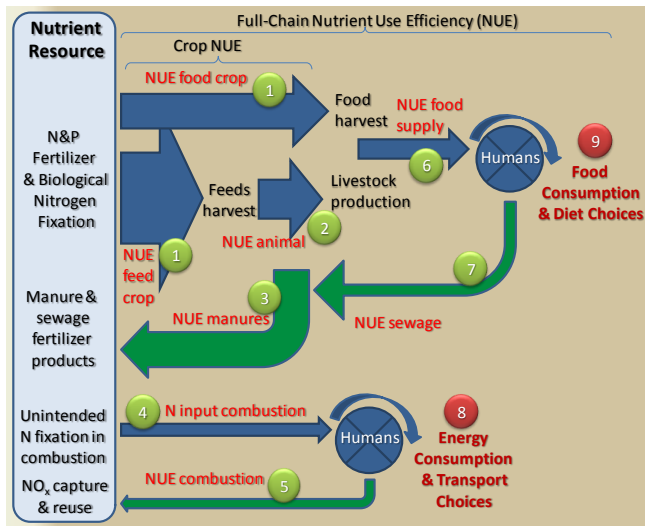 Nutrient
Resource
Full-Chain Nutrient Use Efficiency (NUE)
Crop NUE
NUE food crop
1
Food
harvest
NUE food
supply
6
Humans
9
Food
Consumption
& Diet Choices
N&P
Fertilizer
& Biological
Nitrogen
Fixation
Feeds
harvest
Livestock
production
2
NUE animal
1
NUE
feed
crop
7
Manure &
sewage
fertilizer
products
3
NUE manures
NUE sewage
Unintended
N fixation in
combustion
4
N input combustion
Humans
8
Energy
Consumption
& Transport
Choices
NOx capture
& reuse
NUE combustion
5